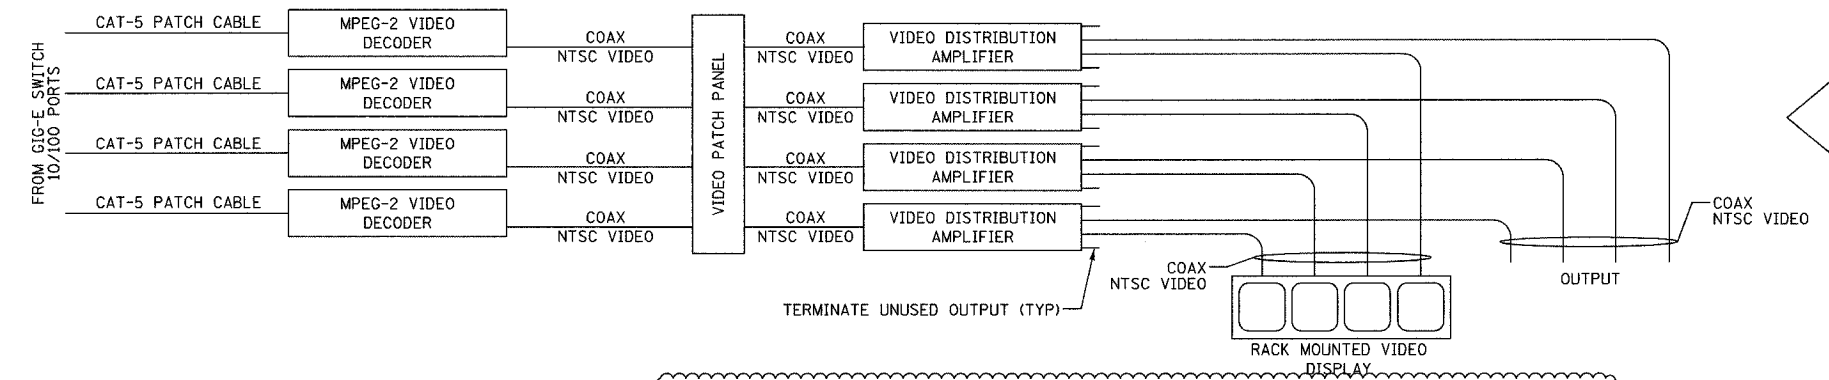 FROM GIG-E SWITCH
10/100 PORTS
CAT-5 PATCH CABLE
MPEG-2 VIDEO
DECODER
COAX
NTSC VIDEO
CAT-5 PATCH CABLE
MPEG-2 VIDEO
DECODER
COAX
NTSC VIDEO
CAT-5 PATCH CABLE
MPEG-2 VIDEO
DECODER
COAX
NTSC VIDEO
CAT-5 PATCH CABLE
MPEG-2 VIDEO
DECODER
COAX
NTSC VIDEO
VIDEO PATCH PANEL
COAX
NTSC VIDEO
VIDEO DISTRIBUTION
AMPLIFIER
COAX
NTSC VIDEO
VIDEO DISTRIBUTION
AMPLIFIER
COAX
NTSC VIDEO
VIDEO DISTRIBUTION
AMPLIFIER
COAX
NTSC VIDEO
VIDEO DISTRIBUTION
AMPLIFIER
TERMINATE UNUSED OUTPUT (TYP)
COAX
NTSC VIDEO
RACK MOUNTED VIDEO
DISPLAY
OUTPUT
COAX
NTSC VIDEO